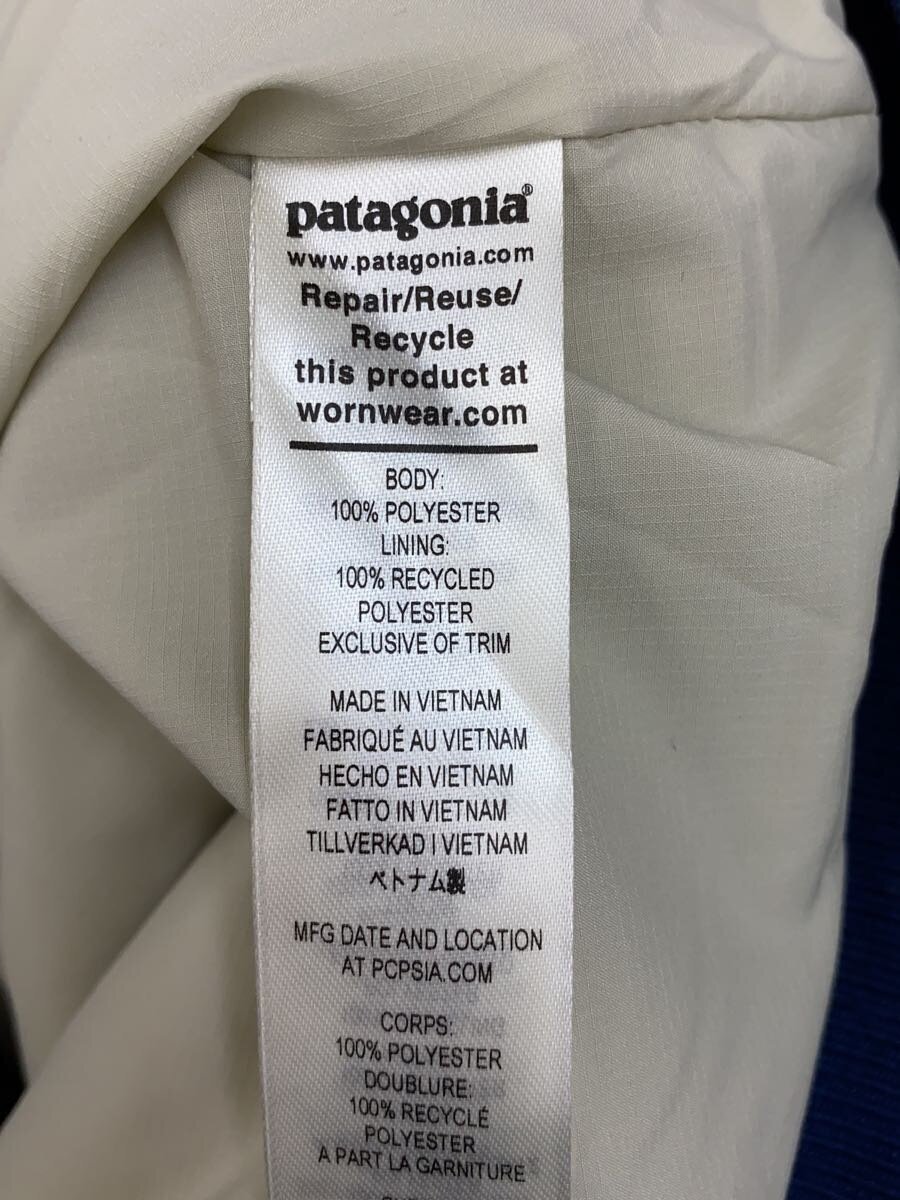 patagonia®
www.patagonia.com
Repair/Reuse/
Recycle
this product at
wornwear.com
BODY:
100% POLYESTER
LINING:
100% RECYCLED
POLYESTER
EXCLUSIVE OF TRIM
MADE IN VIETNAM
FABRIQUÉ AU VIETNAM
HECHO EN VIETNAM
FATTO IN VIETNAM
TILLVERKAD I VIETNAM
ベトナム製
MFG DATE AND LOCATION
AT PCPSIA.COM
CORPS:
100% POLYESTER
DOUBLURE:
100% RECYCLÉ
POLYESTER
A PART LA GARNITURE